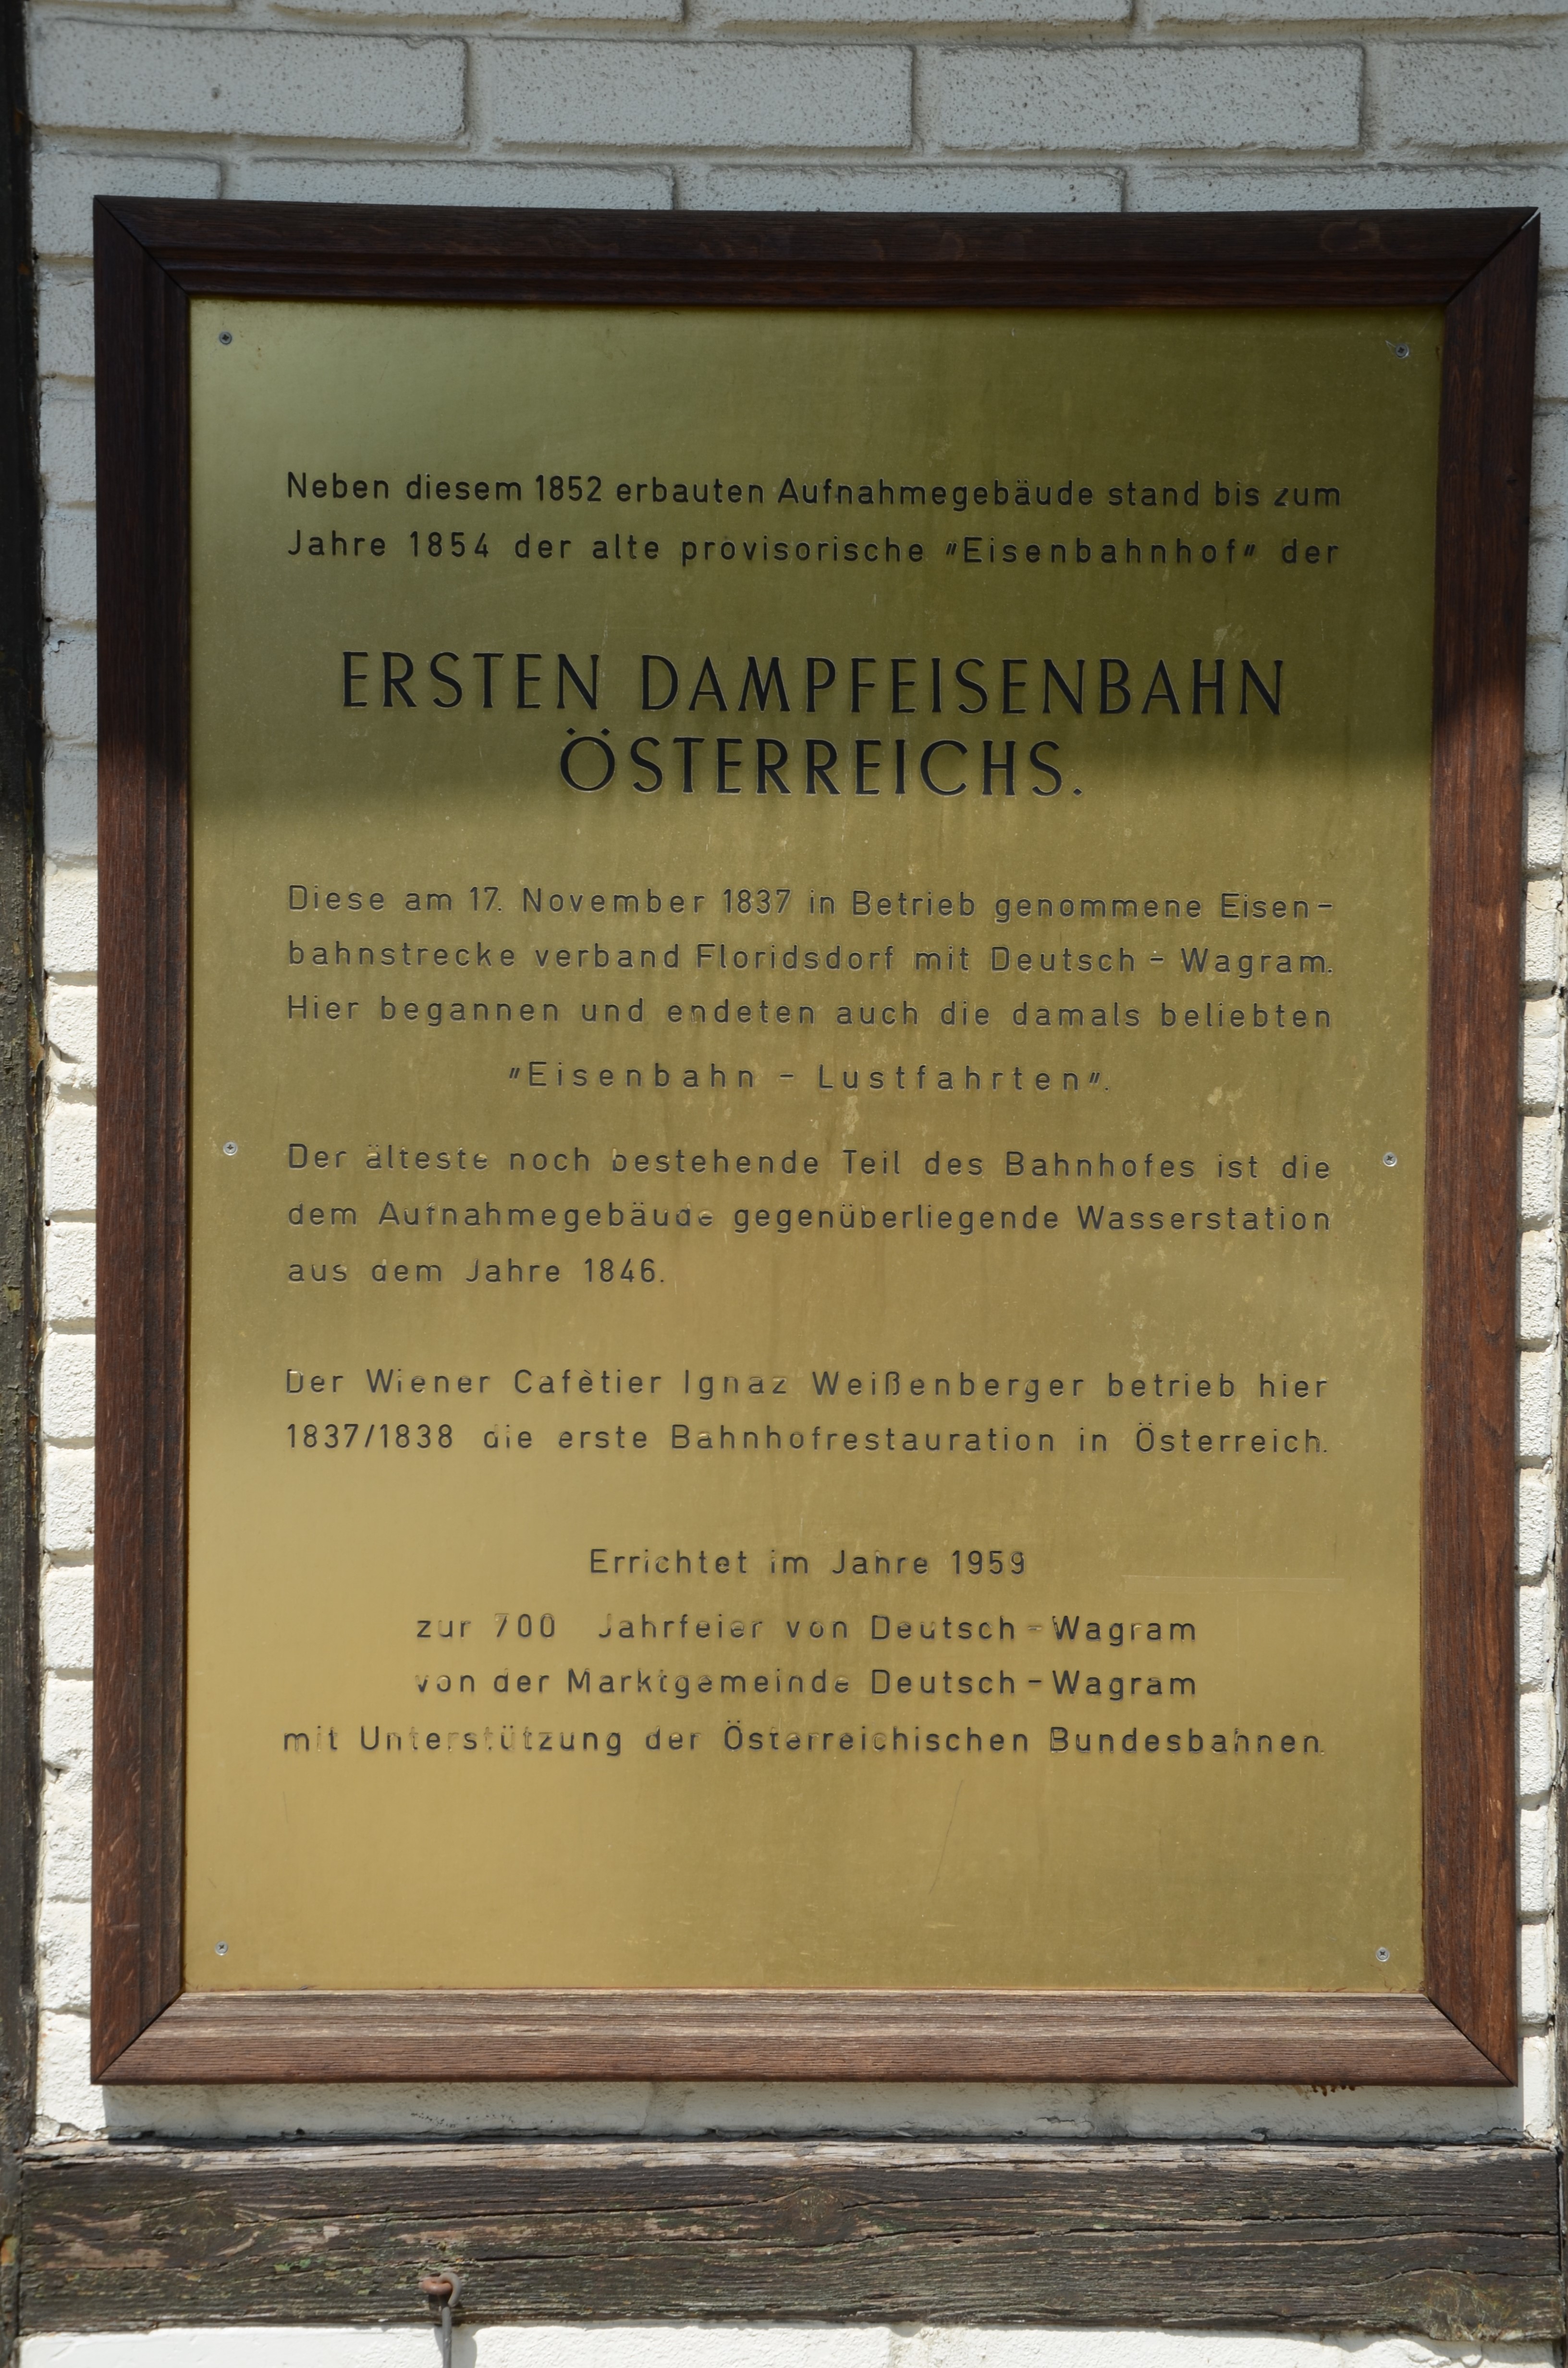 Neben diesem 1852 erbauten Aufnahmegebäude stand bis zum
Jahre 1854 der alte provisorische "Eisenbahnhof" der
ERSTEN DAMPFEISENBAHN
ÖSTERREICHS.
Diese am 17. November 1837 in Betrieb genommene Eisen-
bahnstrecke verband Floridsdorf mit Deutsch - Wagram.
Hier begannen und endeten auch die damals beliebten
"Eisenbahn - Lustfahrten".
Der älteste noch bestehende Teil des Bahnhofes ist die
dem Aufnahmegebäude gegenüberliegende Wasserstation
aus dem Jahre 1846.
Der Wiener Cafètier Ignaz Weißenberger betrieb hier
1837/1838 die erste Bahnhofrestauration in Österreich.
Errichtet im Jahre 1959
zur 700 Jahrfeier von Deutsch-Wagram
von der Marktgemeinde Deutsch-Wagram
mit Unterstützung der Österreichischen Bundesbahnen.